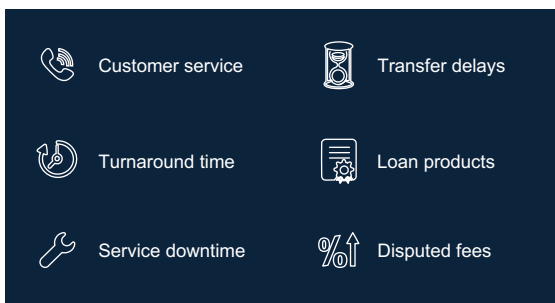 Customer service
Transfer delays
Turnaround time
Loan products
Service downtime
% Disputed fees